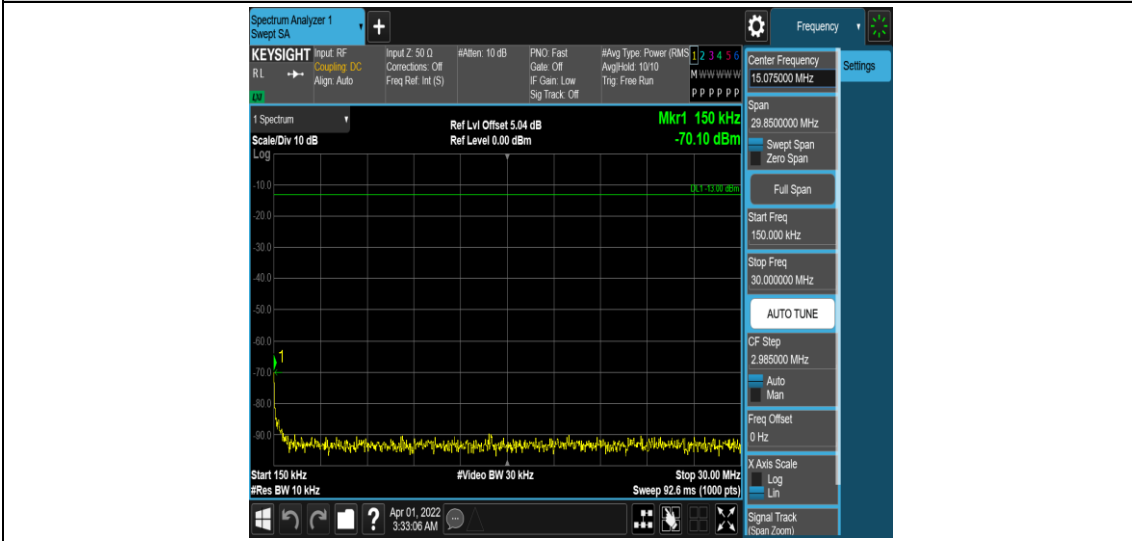 Spectrum Analyzer 1
Swept SA
+
Frequency
KEYSIGHT
RL
Input: RF
Coupling: DC
Align: Auto
Input Z: 50 Ω
Corrections: Off
Freq Ref: Int (S)
#Atten: 10 dB
PNO: Fast
Gate: Off
IF Gain: Low
Sig Track: Off
#Avg Type: Power (RMS
Avg|Hold: 10/10
Trig: Free Run
1 2 3 4 5 6
M W W W W W
P P P P P P
1 Spectrum
Scale/Div 10 dB
Log
Ref Lvl Offset 5.04 dB
Ref Level 0.00 dBm
Mkr1 150 kHz
-70.10 dBm
DL1 -13.00 dBm
-10.0
-20.0
-30.0
-40.0
-50.0
-60.0
-70.0
-80.0
-90.0
1
Start 150 kHz
#Res BW 10 kHz
#Video BW 30 kHz
Stop 30.00 MHz
Sweep 92.6 ms (1000 pts)
?
Apr 01, 2022
3:33:06 AM
Center Frequency
15.075000 MHz
Settings
Span
29.8500000 MHz
Swept Span
Zero Span
Full Span
Start Freq
150.000 kHz
Stop Freq
30.000000 MHz
AUTO TUNE
CF Step
2.985000 MHz
Auto
Man
Freq Offset
0 Hz
X Axis Scale
Log
Lin
Signal Track
(Span Zoom)